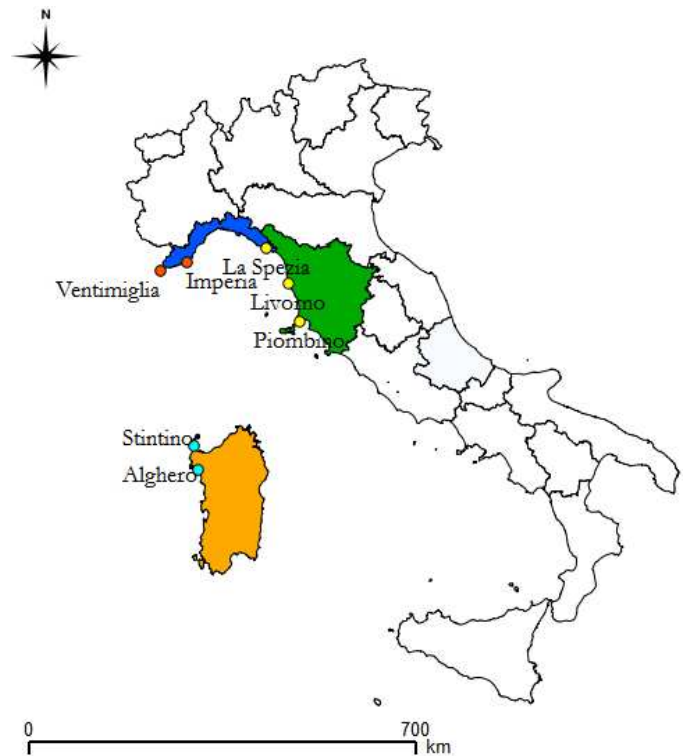 N
Ventimiglia
Imperia
La Spezia
Livorno
Piombino
Stintino
Alghero
0
700
km